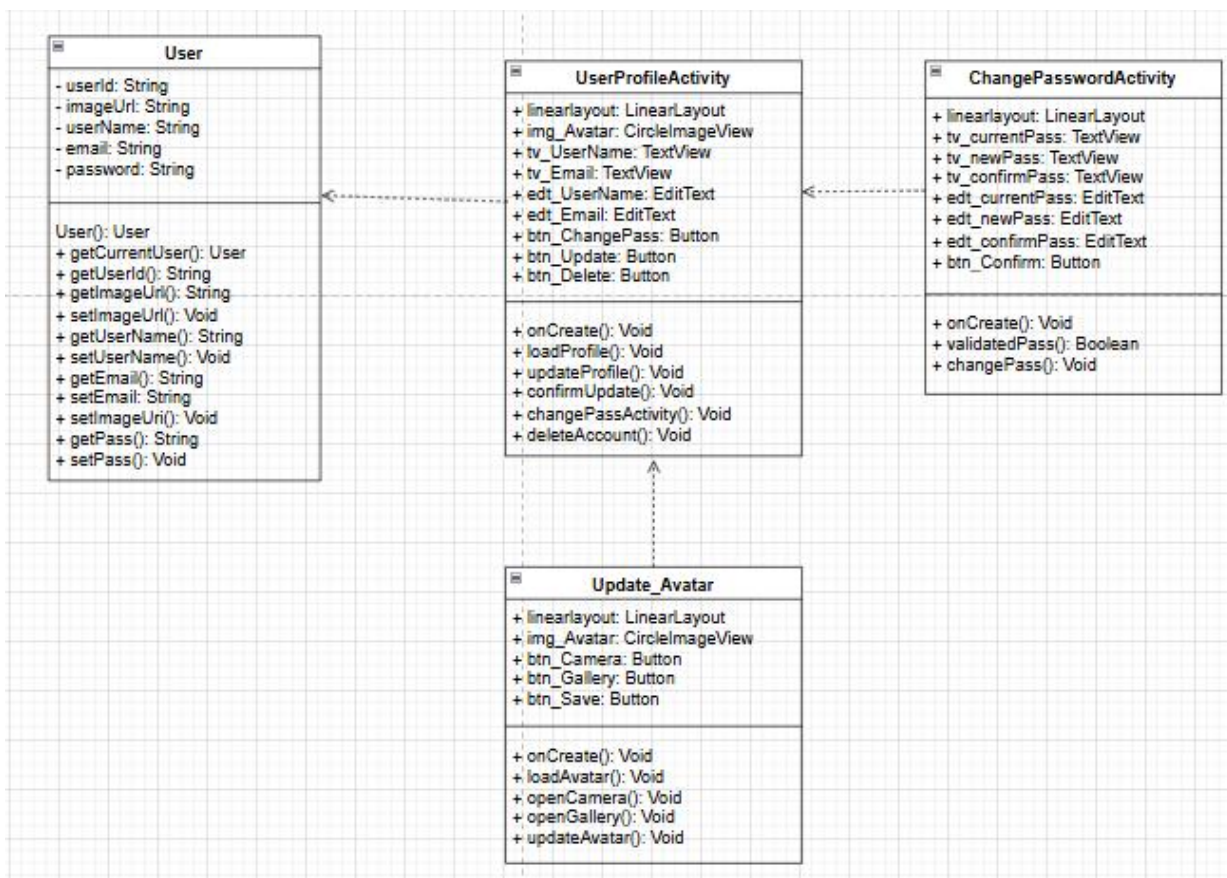 User
- userId: String
- imageUrl: String
- userName: String
- email: String
- password: String
User(): User
+ getCurrentUser(): User
+ getUserId(): String
+ getImageUrl(): String
+ setImageUrl(): Void
+ getUserName(): String
+ setUserName(): Void
+ getEmail(): String
+ setEmail: String
+ setImageUri(): Void
+ getPass(): String
+ setPass(): Void
UserProfileActivity
+ linearlayout: LinearLayout
+ img_Avatar: CircleImageView
+ tv_UserName: TextView
+ tv_Email: TextView
+ edt_UserName: EditText
+ edt_Email: EditText
+ btn_ChangePass: Button
+ btn_Update: Button
+ btn_Delete: Button
+ onCreate(): Void
+ loadProfile(): Void
+ updateProfile(): Void
+ confirmUpdate(): Void
+ changePassActivity(): Void
+ deleteAccount(): Void
ChangePasswordActivity
+ linearlayout: LinearLayout
+ tv_currentPass: TextView
+ tv_newPass: TextView
+ tv_confirmPass: TextView
+ edt_currentPass: EditText
+ edt_newPass: EditText
+ edt_confirmPass: EditText
+ btn_Confirm: Button
+ onCreate(): Void
+ validatedPass(): Boolean
+ changePass(): Void
Update_Avatar
+ linearlayout: LinearLayout
+ img_Avatar: CircleImageView
+ btn_Camera: Button
+ btn_Gallery: Button
+ btn_Save: Button
+ onCreate(): Void
+ loadAvatar(): Void
+ openCamera(): Void
+ openGallery(): Void
+ updateAvatar(): Void